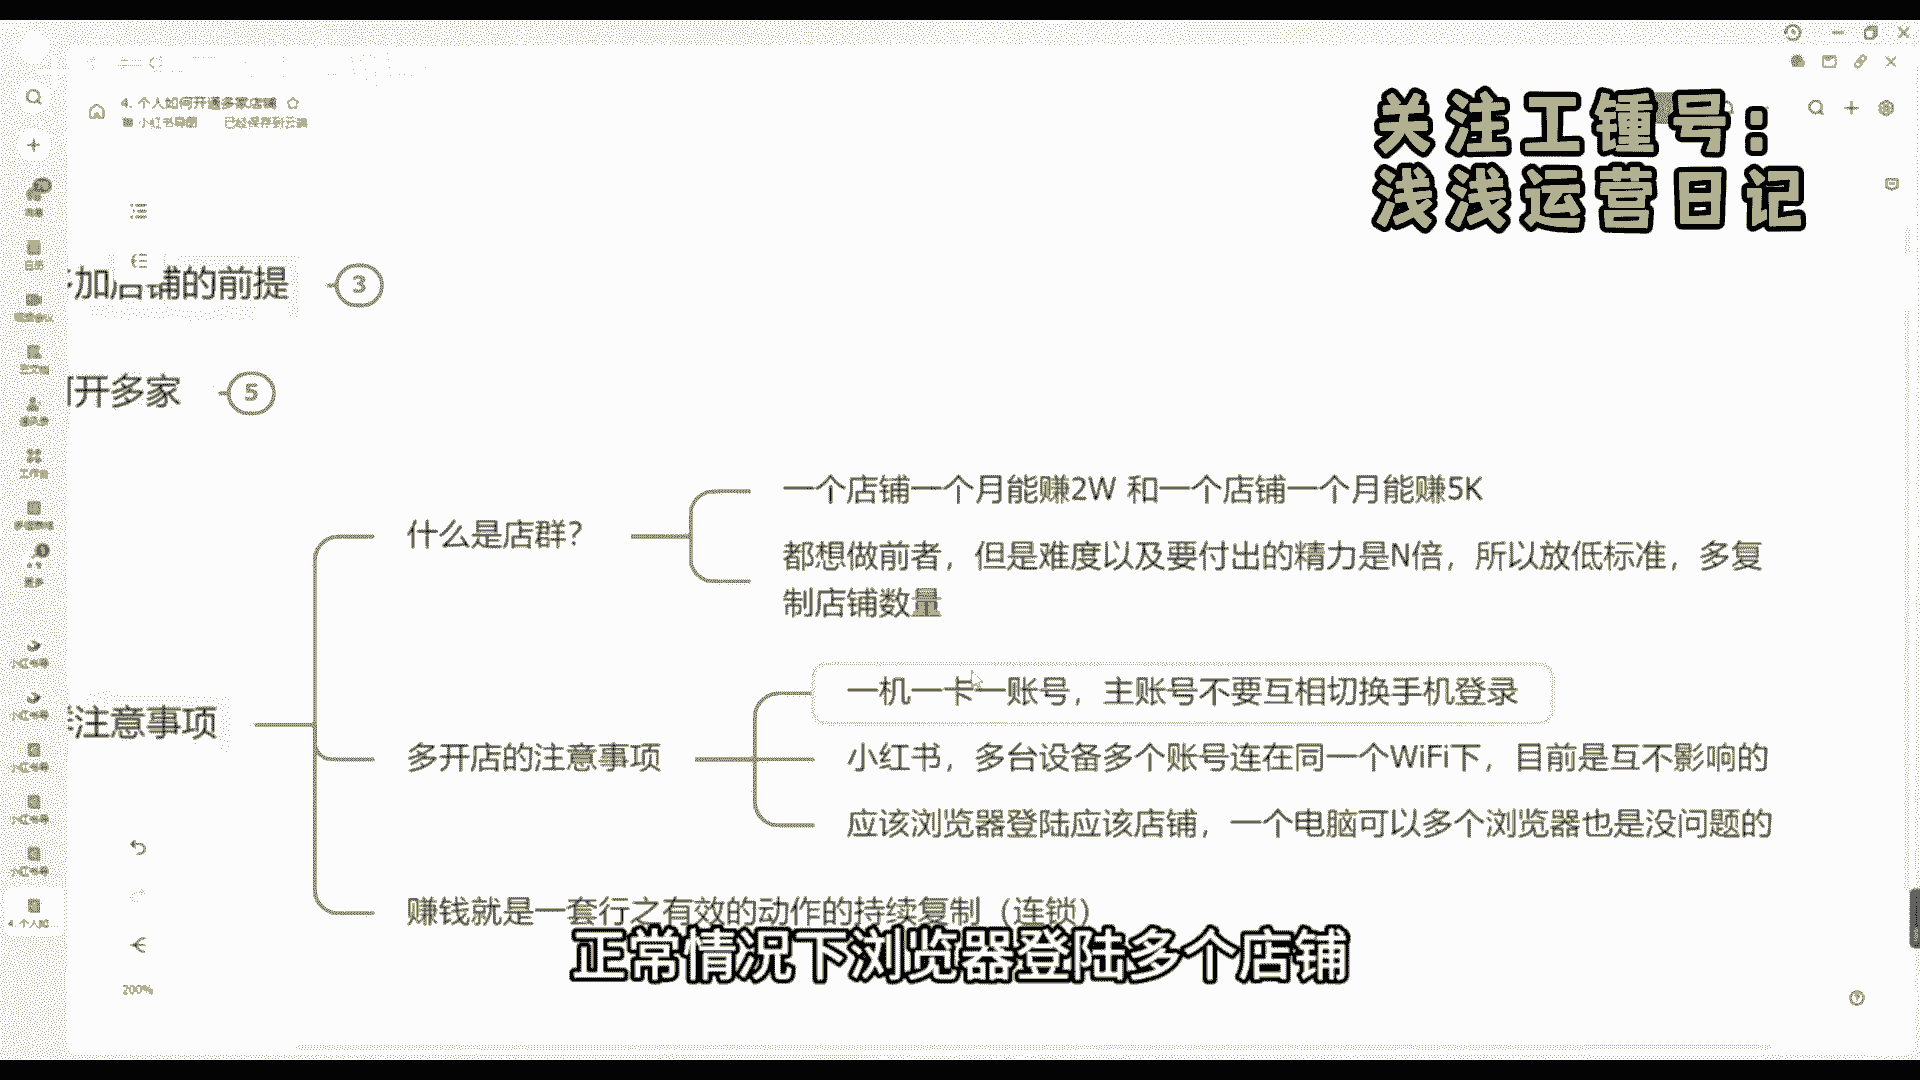 关注工锺号：
浅浅运营日记
4. 个人如何开通多家店铺
小红书导图 已经保存到云端
加店铺的前提 3
开多家 5
一个店铺一个月能赚2W 和一个店铺一个月能赚5K
什么是店群？
都想做前者，但是难度以及要付出的精力是N倍，所以放低标准，多复
制店铺数量
一机一卡一账号，主账号不要互相切换手机登录
注意事项
多开店的注意事项
小红书，多台设备多个账号连在同一个WiFi下，目前是互不影响的
应该浏览器登陆应该店铺，一个电脑可以多个浏览器也是没问题的
赚钱就是一套行之有效的动作的持续复制（连锁）
正常情况下浏览器登陆多个店铺
200%